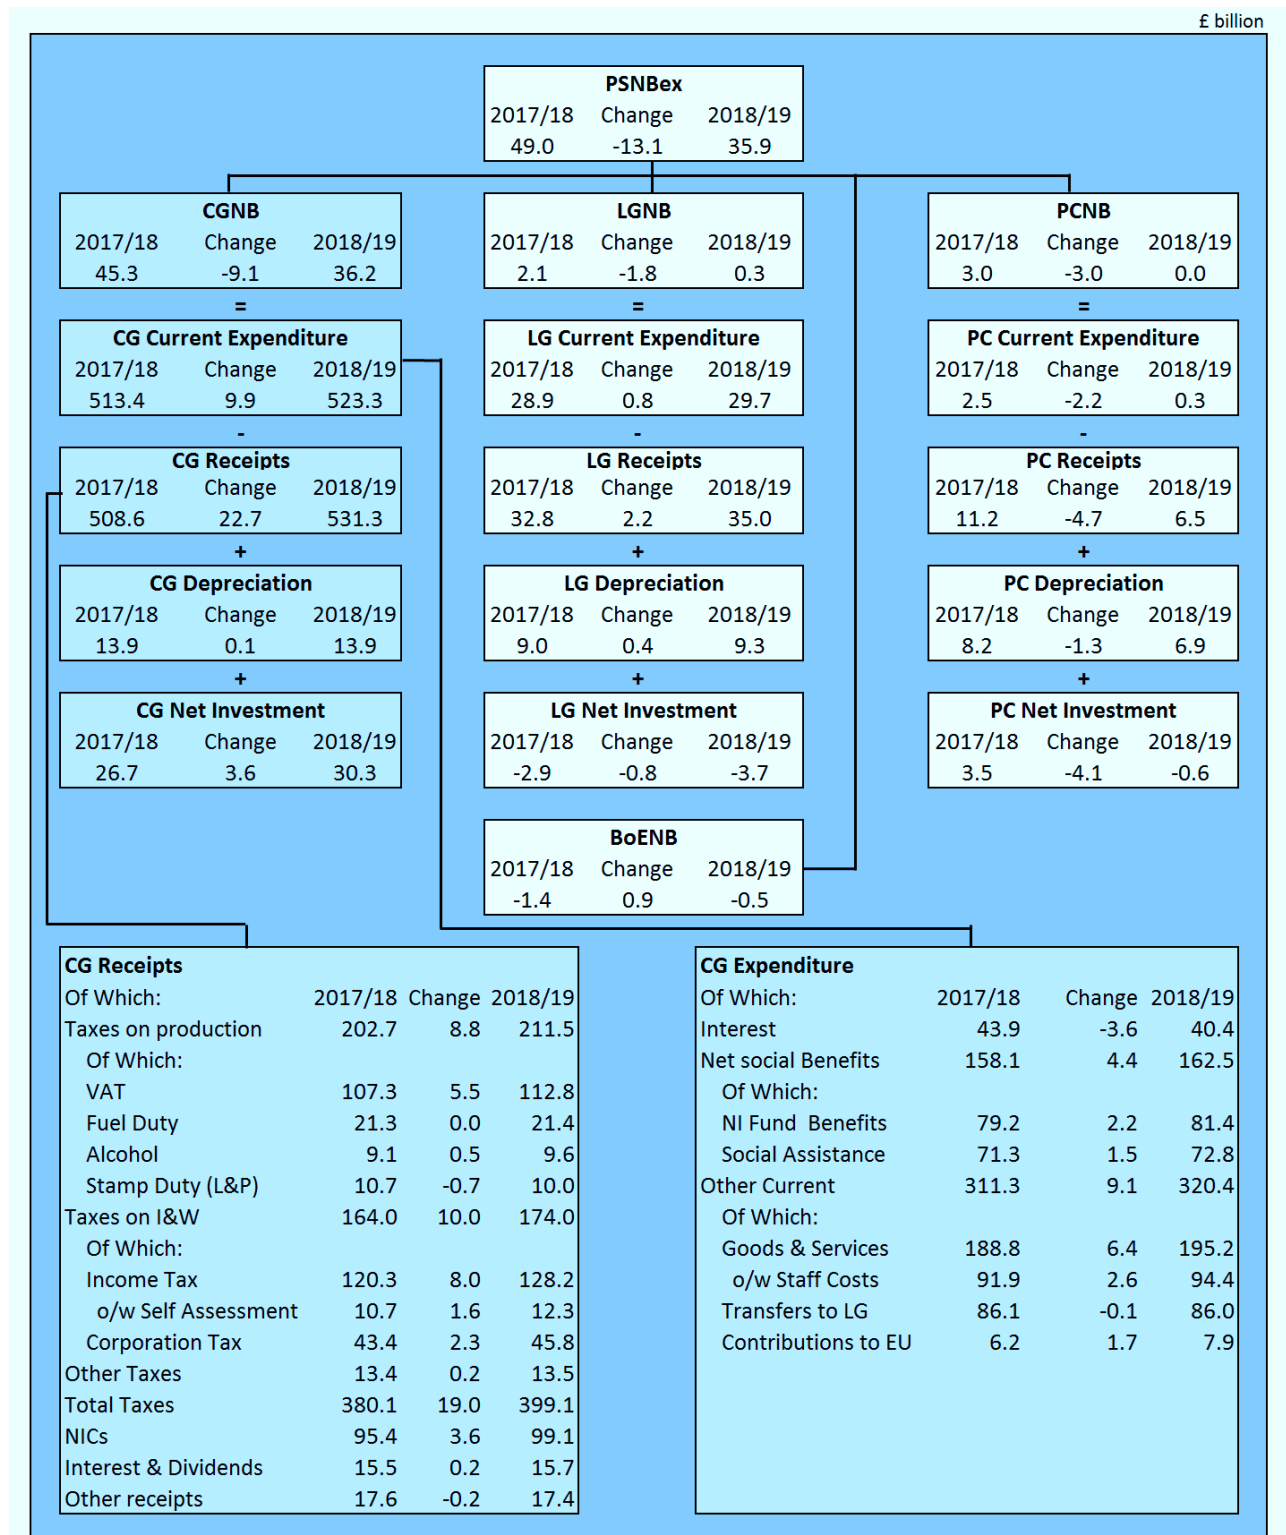 £ billion
PSNBex
2017/18 Change 2018/19
49.0 -13.1 35.9
CGNB
2017/18 Change 2018/19
45.3 -9.1 36.2
=
CG Current Expenditure
2017/18 Change 2018/19
513.4 9.9 523.3
-
CG Receipts
2017/18 Change 2018/19
508.6 22.7 531.3
+
CG Depreciation
2017/18 Change 2018/19
13.9 0.1 13.9
+
CG Net Investment
2017/18 Change 2018/19
26.7 3.6 30.3
LGNB
2017/18 Change 2018/19
2.1 -1.8 0.3
=
LG Current Expenditure
2017/18 Change 2018/19
28.9 0.8 29.7
-
LG Receipts
2017/18 Change 2018/19
32.8 2.2 35.0
+
LG Depreciation
2017/18 Change 2018/19
9.0 0.4 9.3
+
LG Net Investment
2017/18 Change 2018/19
-2.9 -0.8 -3.7
PCNB
2017/18 Change 2018/19
3.0 -3.0 0.0
=
PC Current Expenditure
2017/18 Change 2018/19
2.5 -2.2 0.3
-
PC Receipts
2017/18 Change 2018/19
11.2 -4.7 6.5
+
PC Depreciation
2017/18 Change 2018/19
8.2 -1.3 6.9
+
PC Net Investment
2017/18 Change 2018/19
3.5 -4.1 -0.6
BoENB
2017/18 Change 2018/19
-1.4 0.9 -0.5
CG Receipts
Of Which: 2017/18 Change 2018/19
Taxes on production 202.7 8.8 211.5
Of Which:
VAT 107.3 5.5 112.8
Fuel Duty 21.3 0.0 21.4
Alcohol 9.1 0.5 9.6
Stamp Duty (L&P) 10.7 -0.7 10.0
Taxes on I&W 164.0 10.0 174.0
Of Which:
Income Tax 120.3 8.0 128.2
o/w Self Assessment 10.7 1.6 12.3
Corporation Tax 43.4 2.3 45.8
Other Taxes 13.4 0.2 13.5
Total Taxes 380.1 19.0 399.1
NICs 95.4 3.6 99.1
Interest & Dividends 15.5 0.2 15.7
Other receipts 17.6 -0.2 17.4
CG Expenditure
Of Which: 2017/18 Change 2018/19
Interest 43.9 -3.6 40.4
Net social Benefits 158.1 4.4 162.5
Of Which:
NI Fund Benefits 79.2 2.2 81.4
Social Assistance 71.3 1.5 72.8
Other Current 311.3 9.1 320.4
Of Which:
Goods & Services 188.8 6.4 195.2
o/w Staff Costs 91.9 2.6 94.4
Transfers to LG 86.1 -0.1 86.0
Contributions to EU 6.2 1.7 7.9